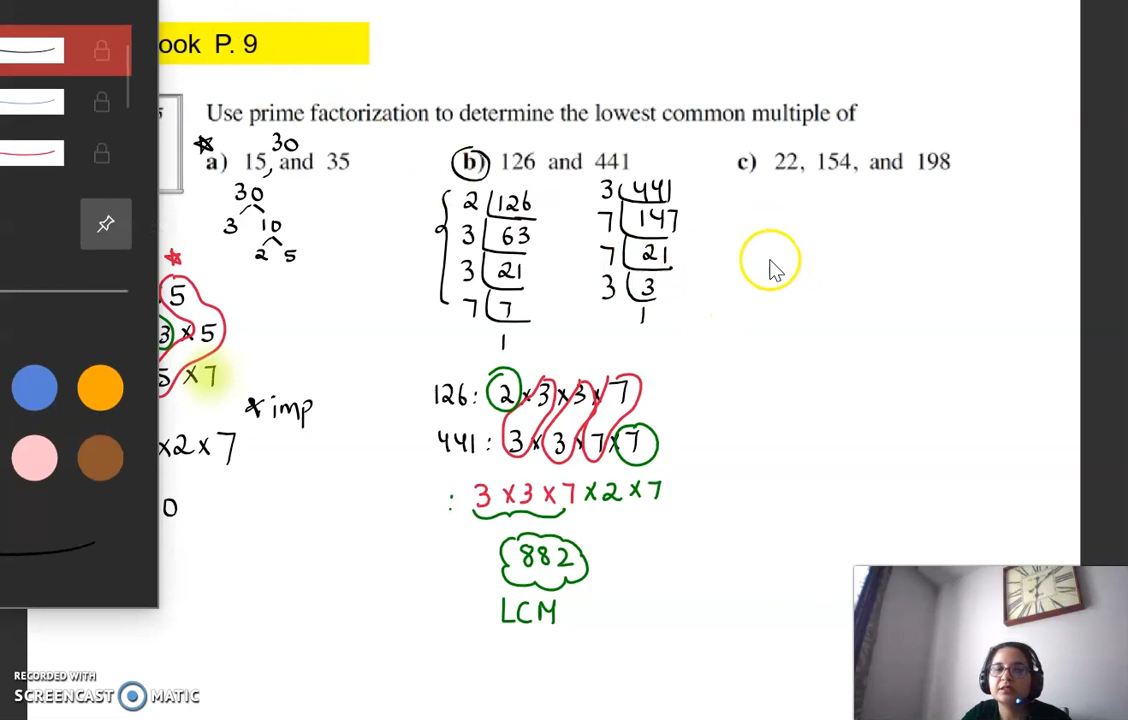 ook P. 9
5
Use prime factorization to determine the lowest common multiple of
30
a) 15, and 35
b) 126 and 441
c) 22, 154, and 198
30
3 10
2 5
2 126
3 63
3 21
7 7
1
3 441
7 147
7 21
3 3
1
5
3 × 5
5 × 7
* imp
× 2 × 7
0
126 : 2 × 3 × 3 × 7
441 : 3 × 3 × 7 × 7
: 3 × 3 × 7 × 2 × 7
882
LCM
RECORDED WITH
SCREENCAST MATIC